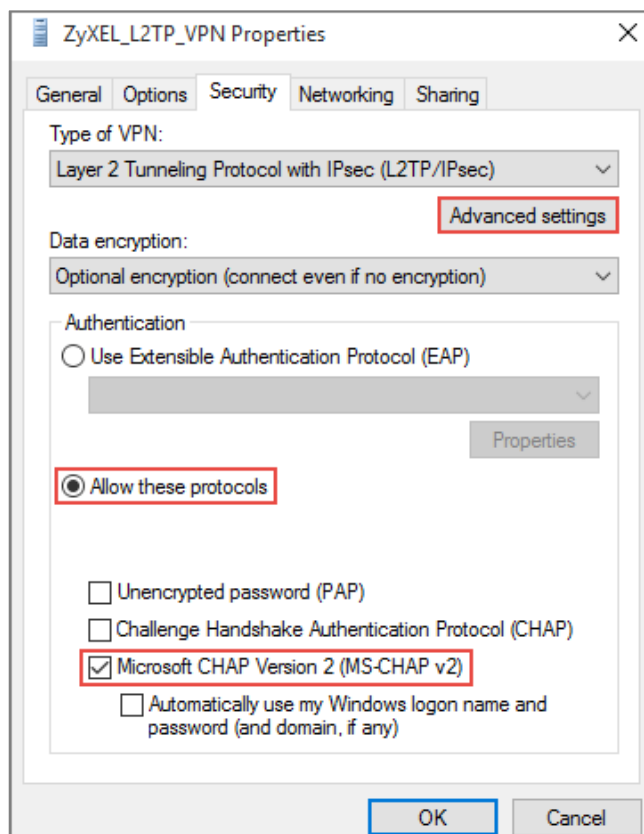 ZyXEL_L2TP_VPN Properties
General Options Security Networking Sharing
Type of VPN:
Layer 2 Tunneling Protocol with IPsec (L2TP/IPsec)
Advanced settings
Data encryption:
Optional encryption (connect even if no encryption)
Authentication
Use Extensible Authentication Protocol (EAP)
Properties
Allow these protocols
Unencrypted password (PAP)
Challenge Handshake Authentication Protocol (CHAP)
Microsoft CHAP Version 2 (MS-CHAP v2)
Automatically use my Windows logon name and
password (and domain, if any)
OK Cancel